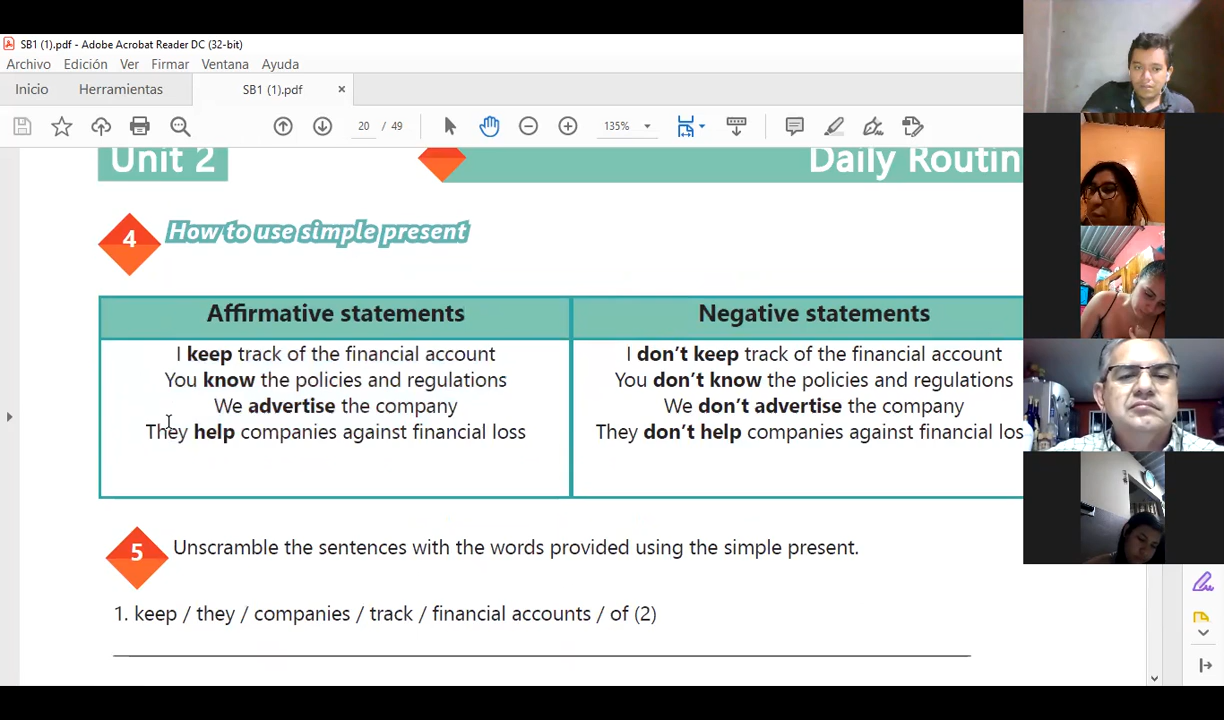 SB1 (1).pdf - Adobe Acrobat Reader DC (32-bit)
Archivo Edición Ver Firmar Ventana Ayuda
Inicio Herramientas SB1 (1).pdf ×
20 / 49 135%
Unit 2 Daily Routin
4 How to use simple present
Affirmative statements
I keep track of the financial account
You know the policies and regulations
We advertise the company
They help companies against financial loss
Negative statements
I don't keep track of the financial account
You don't know the policies and regulations
We don't advertise the company
They don't help companies against financial los
5 Unscramble the sentences with the words provided using the simple present.
1. keep / they / companies / track / financial accounts / of (2)